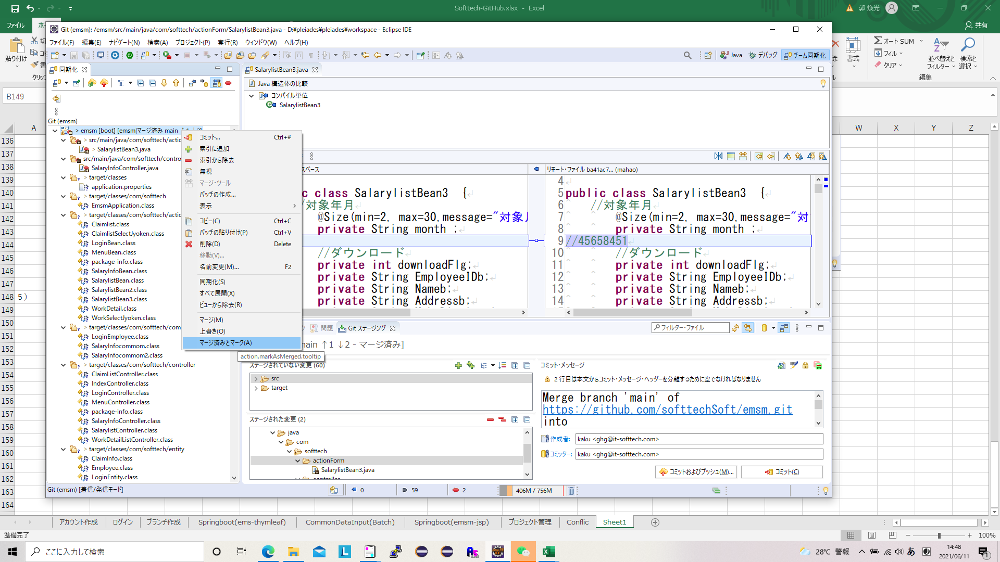 Softtech-GitHub.xlsx - Excel
郭 煥光
ファイル
共有
貼り付け
オート SUM
フィル
クリア
書式
並べ替えと
フィルター
検索と
選択
編集
B149
Git (emsm): /emsm/src/main/java/com/softtech/actionForm/SalarylistBean3.java - D:¥pleiades¥pleiades¥workspace - Eclipse IDE
ファイル(F) 編集(E) ナビゲート(N) 検索(A) プロジェクト(P) 実行(R) ウィンドウ(W) ヘルプ(H)
Java デバッグ チーム同期化
同期化
Git (emsm)
> emsm [boot] [emsm|マージ済み main
> src/main/java/com/softtech/actio
> SalarylistBean3.java
src/main/java/com/softtech/contro
SalaryInfoController.java
> target/classes
application.properties
> target/classes/com/softtech
EmsmApplication.class
> target/classes/com/softtech/actio
Claimlist.class
ClaimlistSelectJyoken.class
LoginBean.class
MenuBean.class
package-info.class
SalaryInfoBean.class
SalarylistBean.class
SalarylistBean2.class
SalarylistBean3.class
WorkDetail.class
WorkSelectJyoken.class
> target/classes/com/softtech/com
LoginEmployee.class
SalaryInfocommom.class
SalaryInfocommom2.class
> target/classes/com/softtech/controller
ClaimListController.class
IndexController.class
LoginController.class
MenuController.class
package-info.class
SalaryInfoController.class
SalarylistController.class
WorkDetailListController.class
> target/classes/com/softtech/entity
ClaimInfo.class
Employee.class
LoginEntity.class
Git (emsm) [着信/発信モード]
コミット... Ctrl+#
索引に追加
索引から除去
無視
マージ・ツール
パッチの作成...
表示
コピー(C) Ctrl+C
パッチの貼り付け(P) Ctrl+V
削除(D) Delete
移動(V)...
名前変更(M)... F2
同期化(S)
すべて展開(X)
ビューから除去(R)
マージ(M)
上書き(O)
マージ済みとマーク(A)
action.markAsMerged.tooltip
SalarylistBean3.java
Java 構造体の比較
コンパイル単位
SalarylistBean3
スペース
リモート・ファイル ba41ac7... (mahao)
c class SalarylistBean3 {
/対象年月
@Size(min=2, max=30,message="対象月
private String month ;
//ダウンロード
private int downloadFlg;
private String EmployeeIDb;
private String Nameb;
private String Addressb;
4
5 public class SalarylistBean3 {
6 //対象年月
7 @Size(min=2, max=30,message="対
8 private String month ;
9 //45658451
10 //ダウンロード
11 private int downloadFlg;
12 private String EmployeeIDb;
13 private String Nameb;
14 private String Addressb;
問題 Git ステージング
フィルター・ファイル
main ↑1 ↓2 - マージ済み]
ステージされていない変更 (60)
src
target
ステージされた変更 (2)
java
com
softtech
actionForm
SalarylistBean3.java
コミット・メッセージ
2 行目は本文からコミット・メッセージ・ヘッダーを分離するために空でなければなりません
Merge branch 'main' of
https://github.com/softtechSoft/emsm.git
into
作成者: kaku <ghg@it-softtech.com>
コミッター: kaku <ghg@it-softtech.com>
コミットおよびプッシュ(M)... コミット(C)
0 59 2 406M / 756M
A W X Y Z
136
137
138
139
140
141
142
143
144
145
146
147
148 5）
149
150
151
152
153
154
155
156
157
158
159
160
161
162
163
164
アカウント作成 ログイン ブランチ作成 Springboot(ems-thymleaf) CommonDataInput(Batch) Springboot(emsm-jsp) プロジェクト管理 Conflic Sheet1
準備完了
100%
ここに入力して検索
28℃ 警報
あ
14:48
2021/06/11